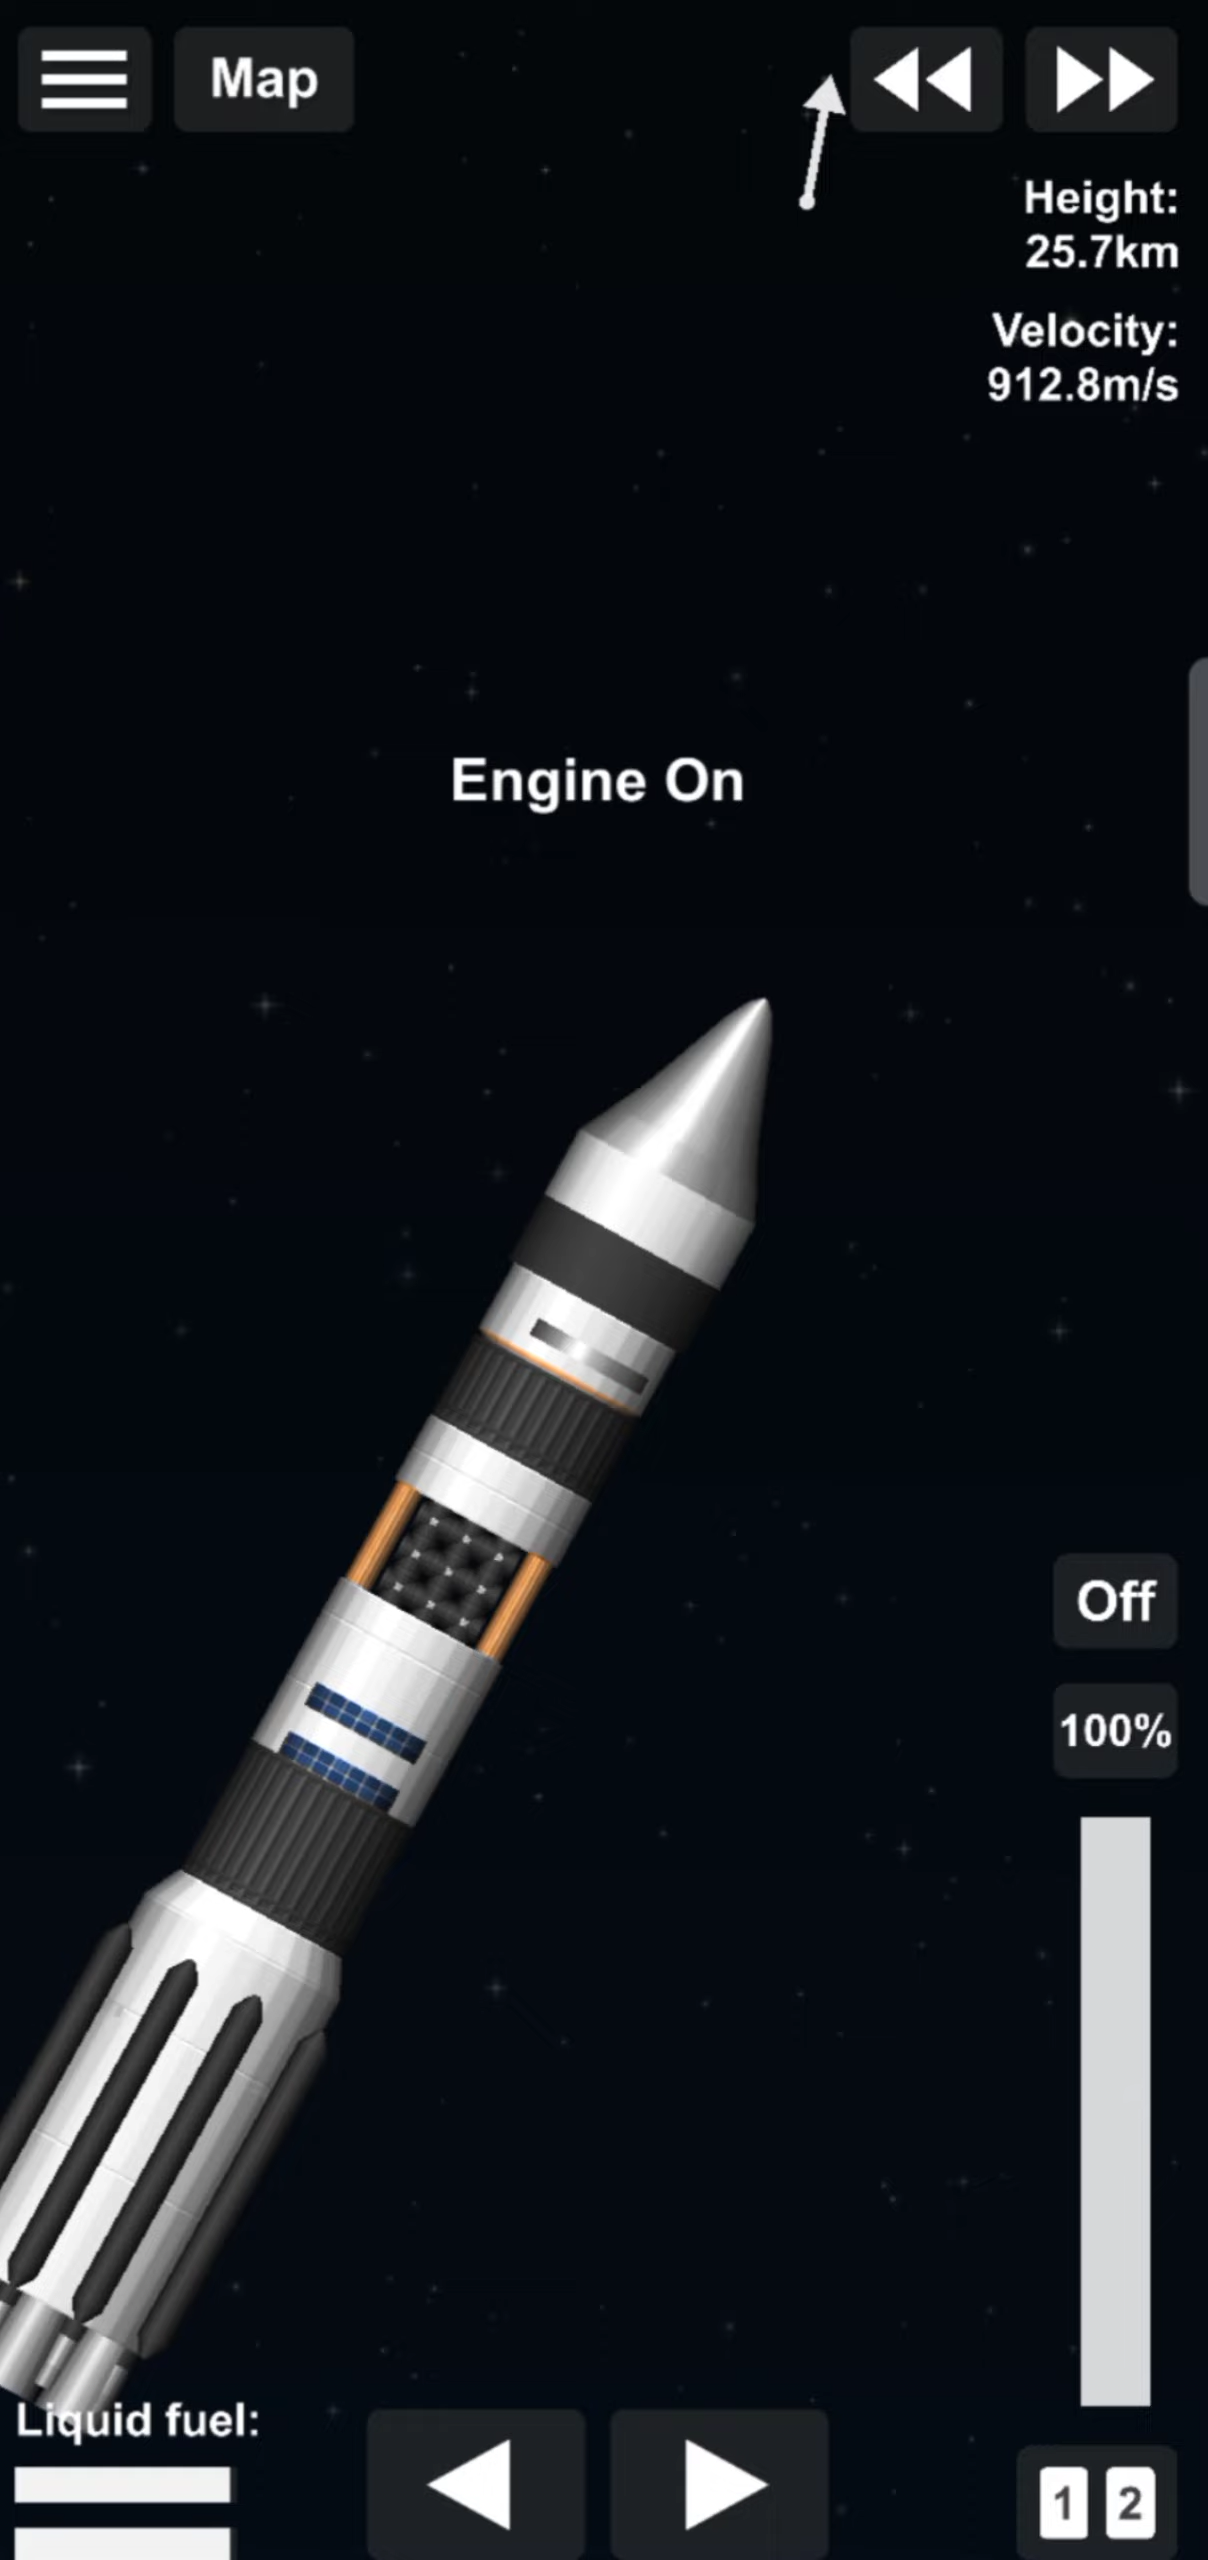 Map
Height:
25.7km
Velocity:
912.8m/s
Engine On
Off
100%
Liquid fuel:
1 2